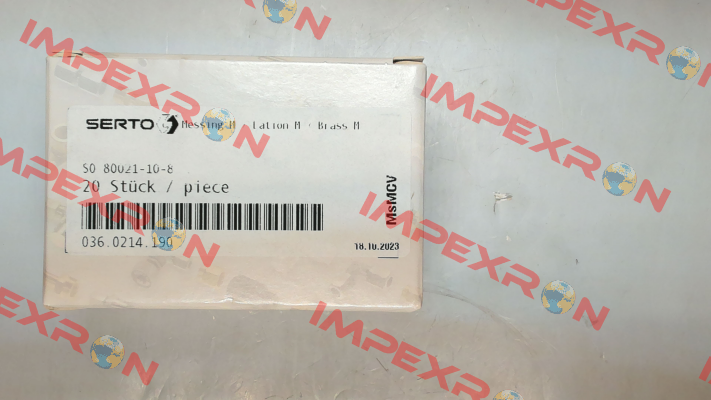 SERTO Messing M · Laiton M · Brass M
SO 80021-10-8
20 Stück / piece
036.0214.190
MsMCV
18.10.2023
IMPEXRON
IMPEXRON
IMPEXRON
IMPEXRON
IMPEXRON
IMPEXRON
IMPEXRON